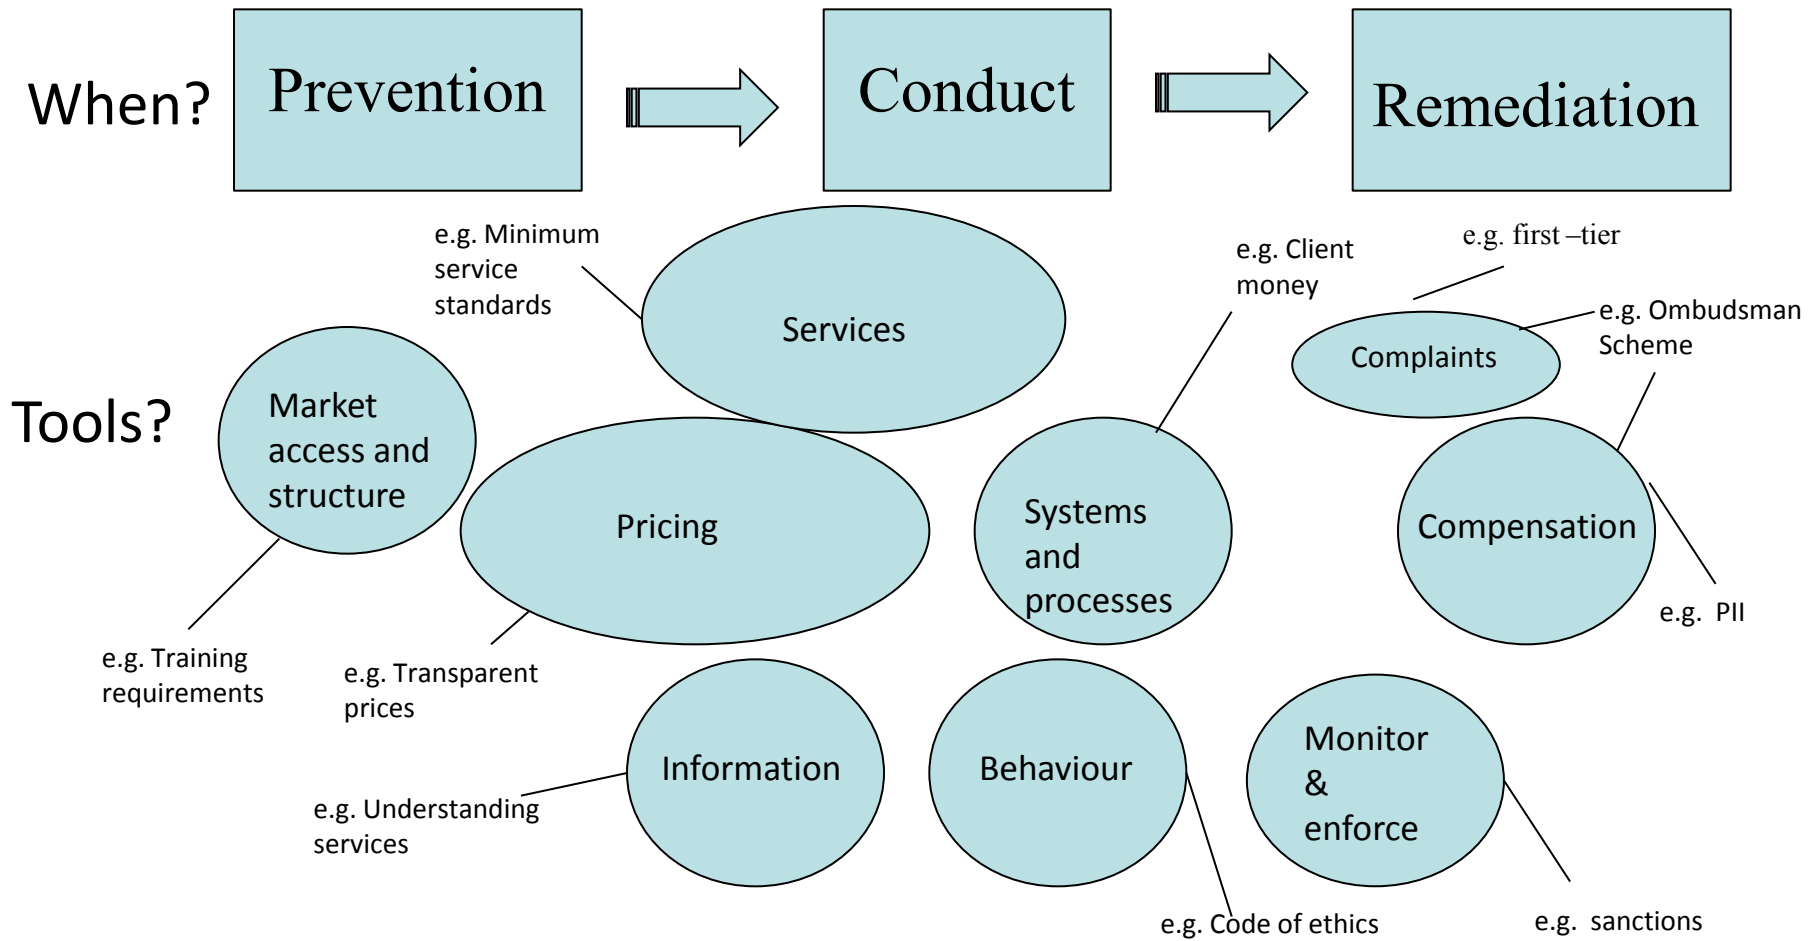 When?
Prevention
Conduct
Remediation
e.g. Minimum
service
standards
Services
e.g. Client
money
e.g. first –tier
e.g. Ombudsman
Scheme
Complaints
Tools?
Market
access and
structure
Pricing
Systems
and
processes
Compensation
e.g. PII
e.g. Training
requirements
e.g. Transparent
prices
Information
Behaviour
Monitor
&
enforce
e.g. Understanding
services
e.g. Code of ethics
e.g. sanctions